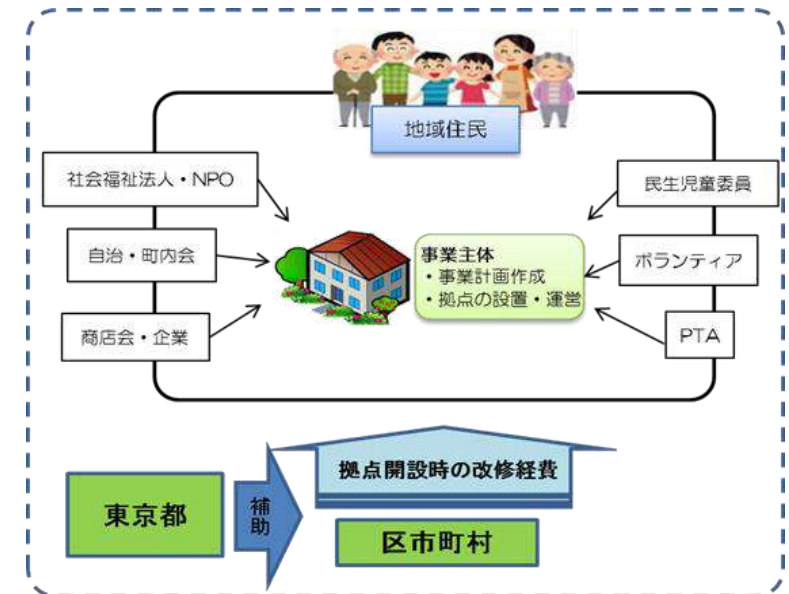 地域住民
社会福祉法人・NPO
民生児童委員
自治・町内会
事業主体
・事業計画作成
・拠点の設置・運営
ボランティア
商店会・企業
PTA
拠点開設時の改修経費
東京都
補助
区市町村